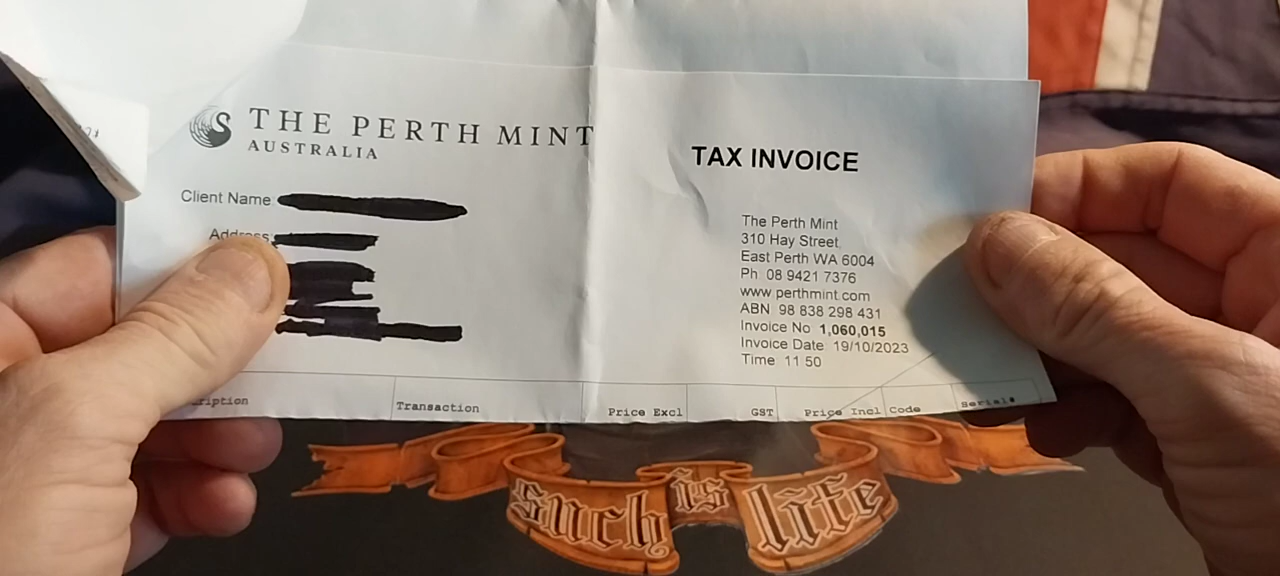 THE PERTH MINT
AUSTRALIA
TAX INVOICE
Client Name
Address:
The Perth Mint
310 Hay Street
East Perth WA 6004
Ph 08 9421 7376
www.perthmint.com
ABN 98 838 298 431
Invoice No 1,060,015
Invoice Date 19/10/2023
Time 11 50
ription Transaction Price Excl GST Price Incl Code Serial#
such is life